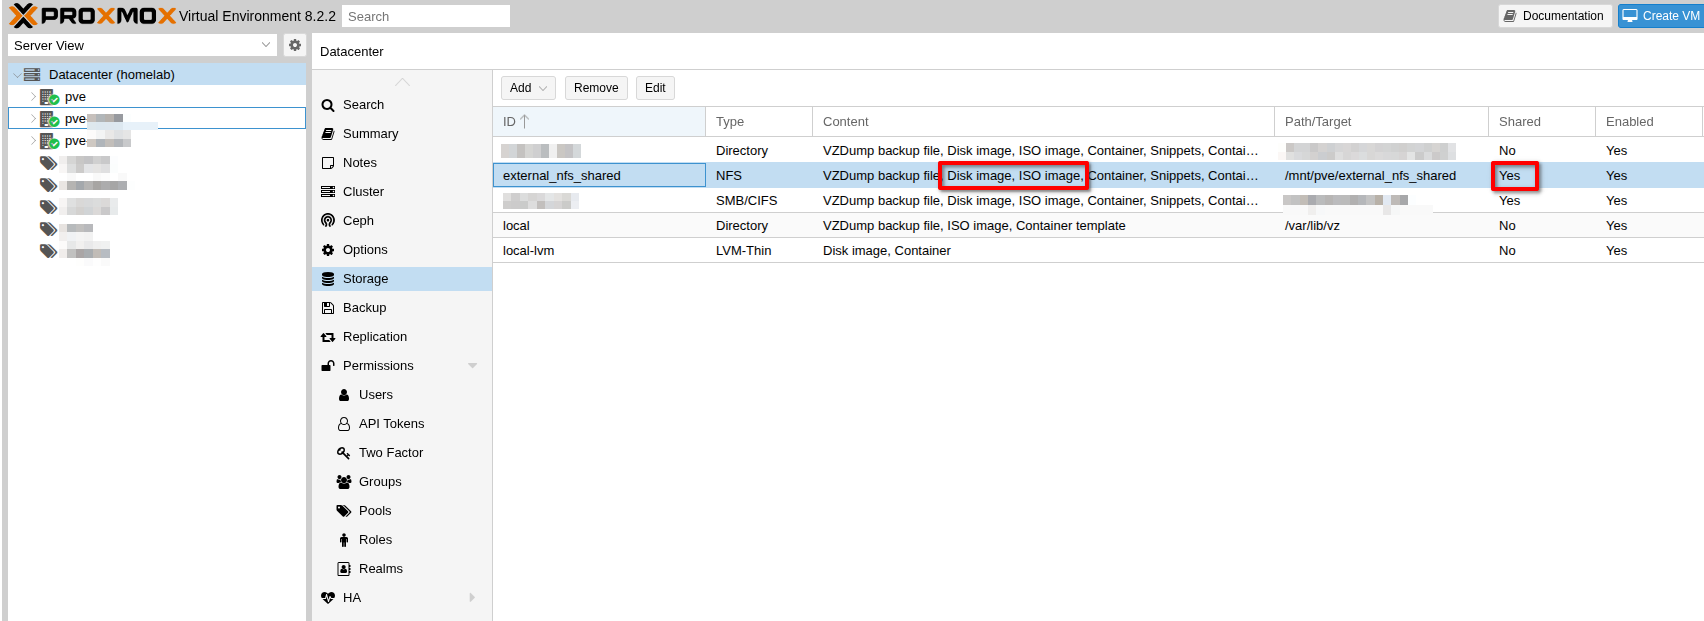 PROXMOX Virtual Environment 8.2.2 Search Documentation Create VM
Server View
Datacenter (homelab)
pve
pve-
pve-
Datacenter
Search
Summary
Notes
Cluster
Ceph
Options
Storage
Backup
Replication
Permissions
Users
API Tokens
Two Factor
Groups
Pools
Roles
Realms
HA
Add Remove Edit
ID Type Content Path/Target Shared Enabled
Directory VZDump backup file, Disk image, ISO image, Container, Snippets, Contai… No Yes
external_nfs_shared NFS VZDump backup file, Disk image, ISO image, Container, Snippets, Contai… /mnt/pve/external_nfs_shared Yes Yes
SMB/CIFS VZDump backup file, Disk image, ISO image, Container, Snippets, Contai… Yes Yes
local Directory VZDump backup file, ISO image, Container template /var/lib/vz No Yes
local-lvm LVM-Thin Disk image, Container No Yes